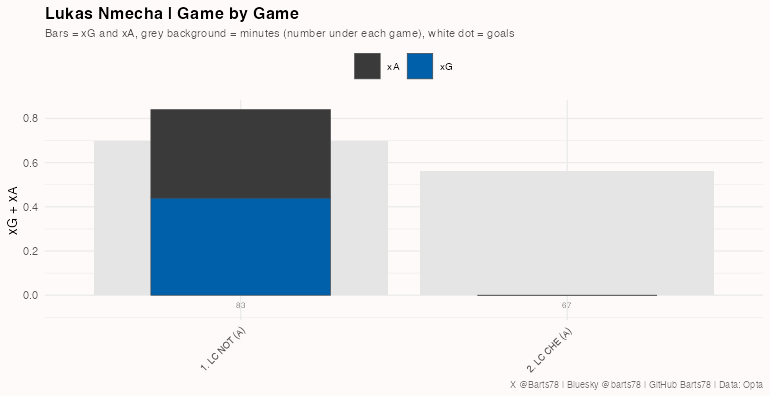 Lukas Nmecha | Game by Game
Bars = xG and xA, grey background = minutes (number under each game), white dot = goals
xA xG
xG + xA
0.8
0.6
0.4
0.2
0.0
83 67
1. LC NOT (A) 2. LC CHE (A)
X @Barts78 | Bluesky @barts78 | GitHub Barts78 | Data: Opta